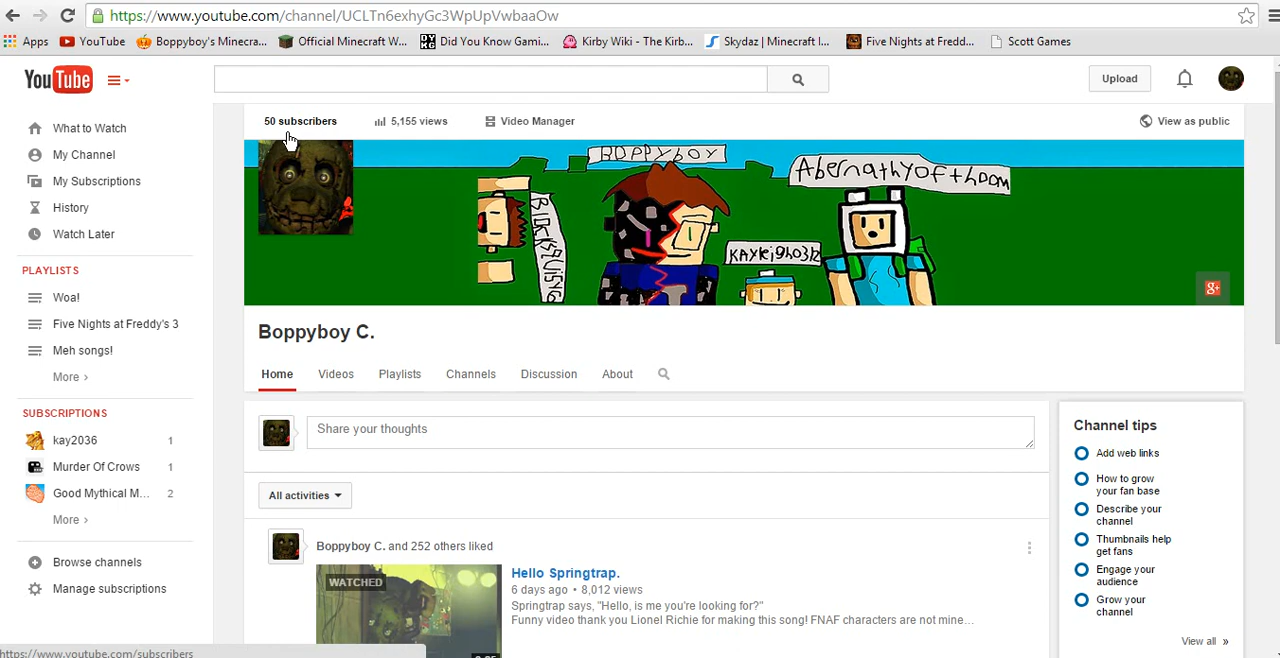 https://www.youtube.com/channel/UCLTn6exhyGc3WpUpVwbaaOw
Apps YouTube Boppyboy's Minecra... Official Minecraft W... Did You Know Gami... Kirby Wiki - The Kirb... Skydaz | Minecraft I... Five Nights at Fredd... Scott Games
YouTube
Upload
50 subscribers 5,155 views Video Manager View as public
What to Watch
My Channel
My Subscriptions
History
Watch Later
PLAYLISTS
Woa!
Five Nights at Freddy's 3
Meh songs!
More ›
SUBSCRIPTIONS
kay2036 1
Murder Of Crows 1
Good Mythical M... 2
More ›
Browse channels
Manage subscriptions
BOPPYBOY
Abernathyofthoom
Boppyboy C.
Home Videos Playlists Channels Discussion About
Share your thoughts
All activities
Boppyboy C. and 252 others liked
WATCHED
Hello Springtrap.
6 days ago • 8,012 views
Springtrap says, "Hello, is me you're looking for?"
Funny video thank you Lionel Richie for making this song! FNAF characters are not mine…
Channel tips
Add web links
How to grow
your fan base
Describe your
channel
Thumbnails help
get fans
Engage your
audience
Grow your
channel
View all »
https://www.youtube.com/subscribers